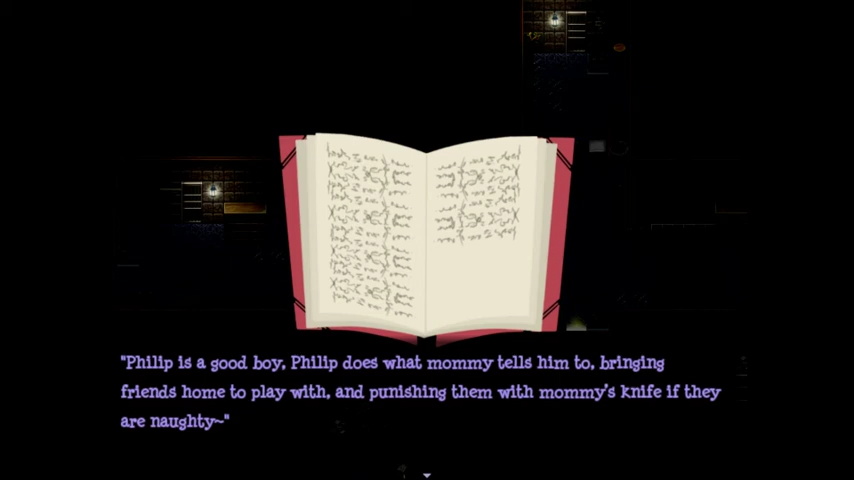 "Philip is a good boy, Philip does what mommy tells him to, bringing
friends home to play with, and punishing them with mommy's knife if they
are naughty~"